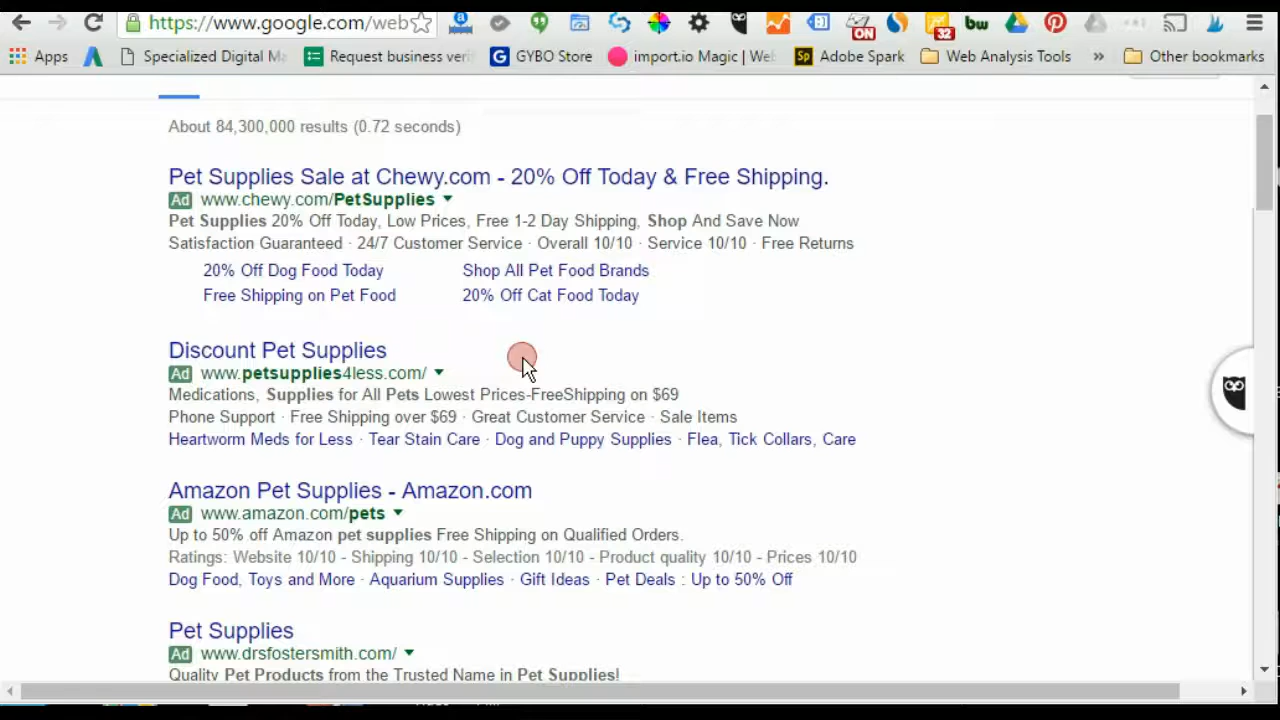 https://www.google.com/web
ON
32
bw
Apps
Specialized Digital Ma
Request business veri
G GYBO Store
import.io Magic | Wel
Sp Adobe Spark
Web Analysis Tools
»
Other bookmarks
About 84,300,000 results (0.72 seconds)
Pet Supplies Sale at Chewy.com - 20% Off Today & Free Shipping.
Ad www.chewy.com/PetSupplies
Pet Supplies 20% Off Today, Low Prices, Free 1-2 Day Shipping, Shop And Save Now
Satisfaction Guaranteed · 24/7 Customer Service · Overall 10/10 · Service 10/10 · Free Returns
20% Off Dog Food Today Shop All Pet Food Brands
Free Shipping on Pet Food 20% Off Cat Food Today
Discount Pet Supplies
Ad www.petsupplies4less.com/
Medications, Supplies for All Pets Lowest Prices-FreeShipping on $69
Phone Support · Free Shipping over $69 · Great Customer Service · Sale Items
Heartworm Meds for Less · Tear Stain Care · Dog and Puppy Supplies · Flea, Tick Collars, Care
Amazon Pet Supplies - Amazon.com
Ad www.amazon.com/pets
Up to 50% off Amazon pet supplies Free Shipping on Qualified Orders.
Ratings: Website 10/10 - Shipping 10/10 - Selection 10/10 - Product quality 10/10 - Prices 10/10
Dog Food, Toys and More · Aquarium Supplies · Gift Ideas · Pet Deals : Up to 50% Off
Pet Supplies
Ad www.drsfostersmith.com/
Quality Pet Products from the Trusted Name in Pet Supplies!